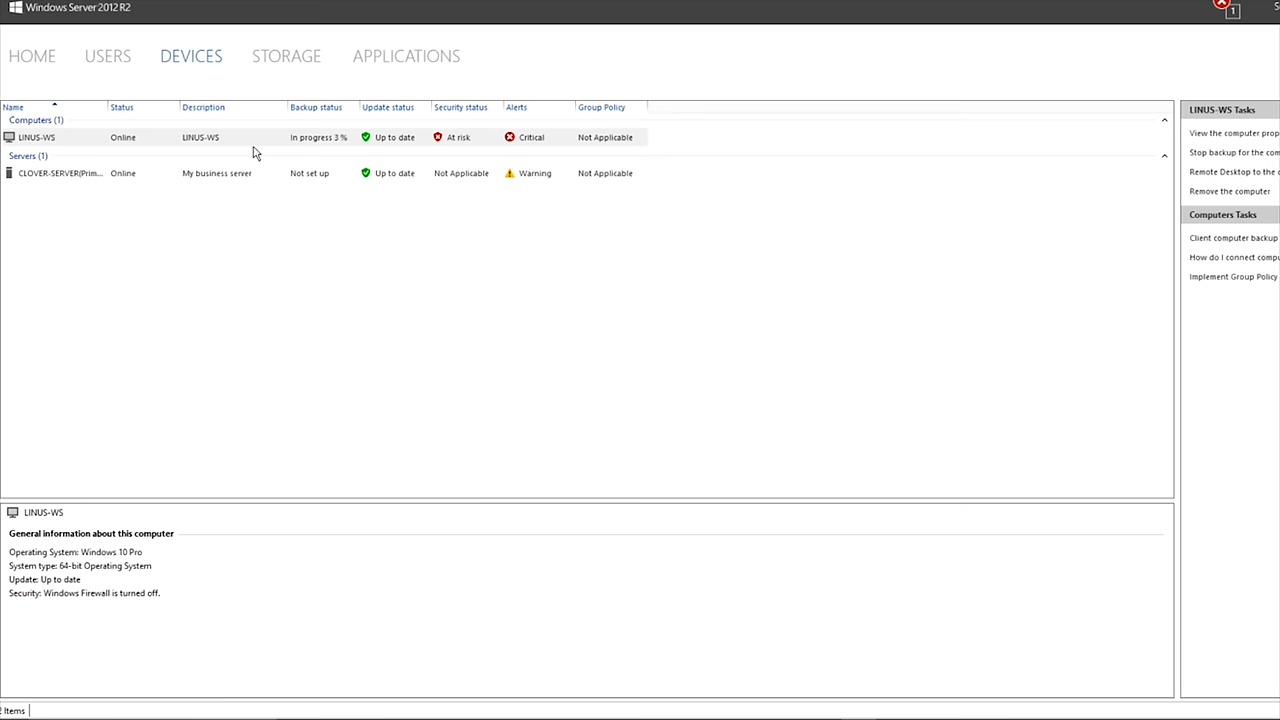 Windows Server 2012 R2
1
HOME USERS DEVICES STORAGE APPLICATIONS
Name Status Description Backup status Update status Security status Alerts Group Policy
Computers (1)
LINUS-WS Online LINUS-WS In progress 3 % Up to date At risk Critical Not Applicable
Servers (1)
CLOVER-SERVER(Prim... Online My business server Not set up Up to date Not Applicable Warning Not Applicable
LINUS-WS Tasks
View the computer prop
Stop backup for the com
Remote Desktop to the c
Remove the computer
Computers Tasks
Client computer backup
How do I connect compu
Implement Group Policy
LINUS-WS
General information about this computer
Operating System: Windows 10 Pro
System type: 64-bit Operating System
Update: Up to date
Security: Windows Firewall is turned off.
Items